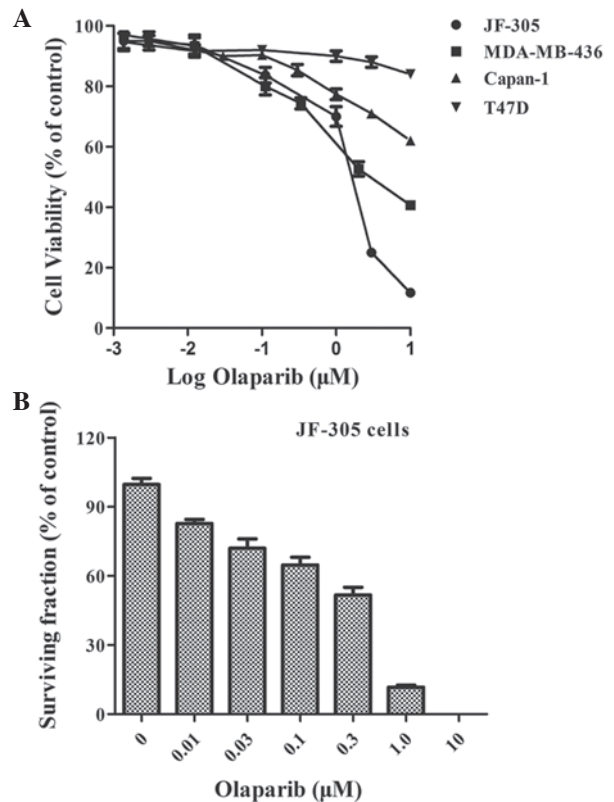 A
Cell Viability (% of control)
100
80
60
40
20
0
-3
-2
-1
0
1
Log Olaparib (μM)
JF-305
MDA-MB-436
Capan-1
T47D
B
JF-305 cells
Surviving fraction (% of control)
120
90
60
30
0
0
0.01
0.03
0.1
0.3
1.0
10
Olaparib (μM)